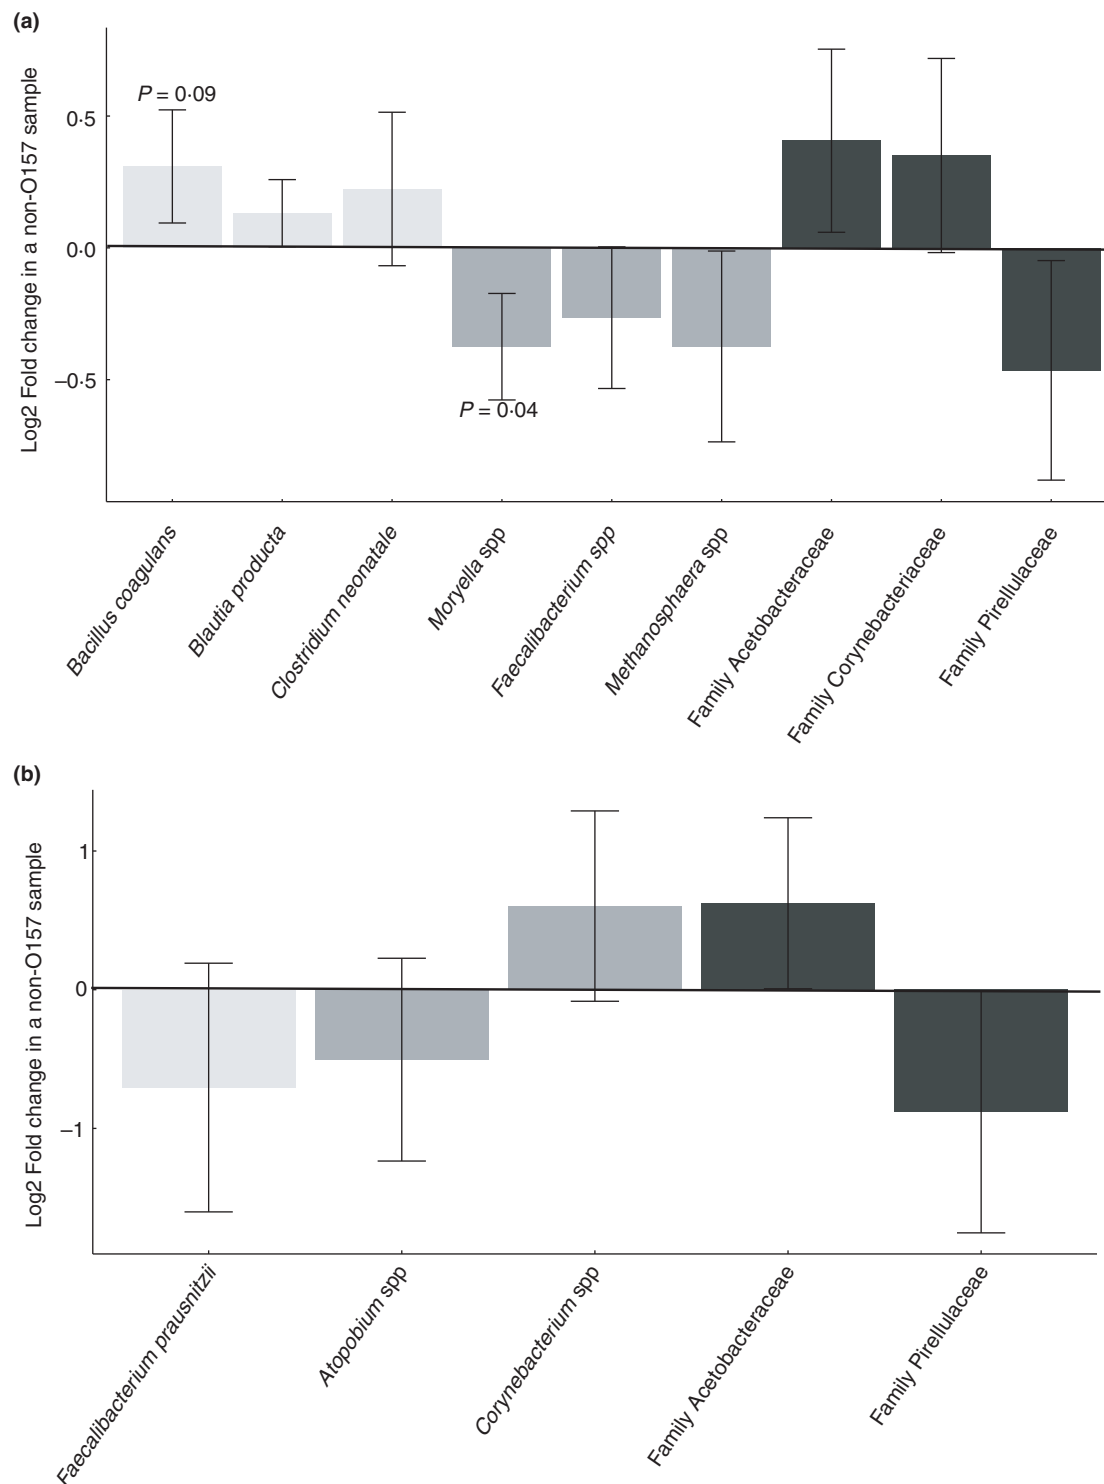 (a)
Log2 Fold change in a non-O157 sample
0·5
0·0
–0·5
P = 0·09
P = 0·04
Bacillus coagulans
Blautia producta
Clostridium neonatale
Moryella spp
Faecalibacterium spp
Methanosphaera spp
Family Acetobacteraceae
Family Corynebacteriaceae
Family Pirellulaceae
(b)
Log2 Fold change in a non-O157 sample
1
0
–1
Faecalibacterium prausnitzii
Atopobium spp
Corynebacterium spp
Family Acetobacteraceae
Family Pirellulaceae